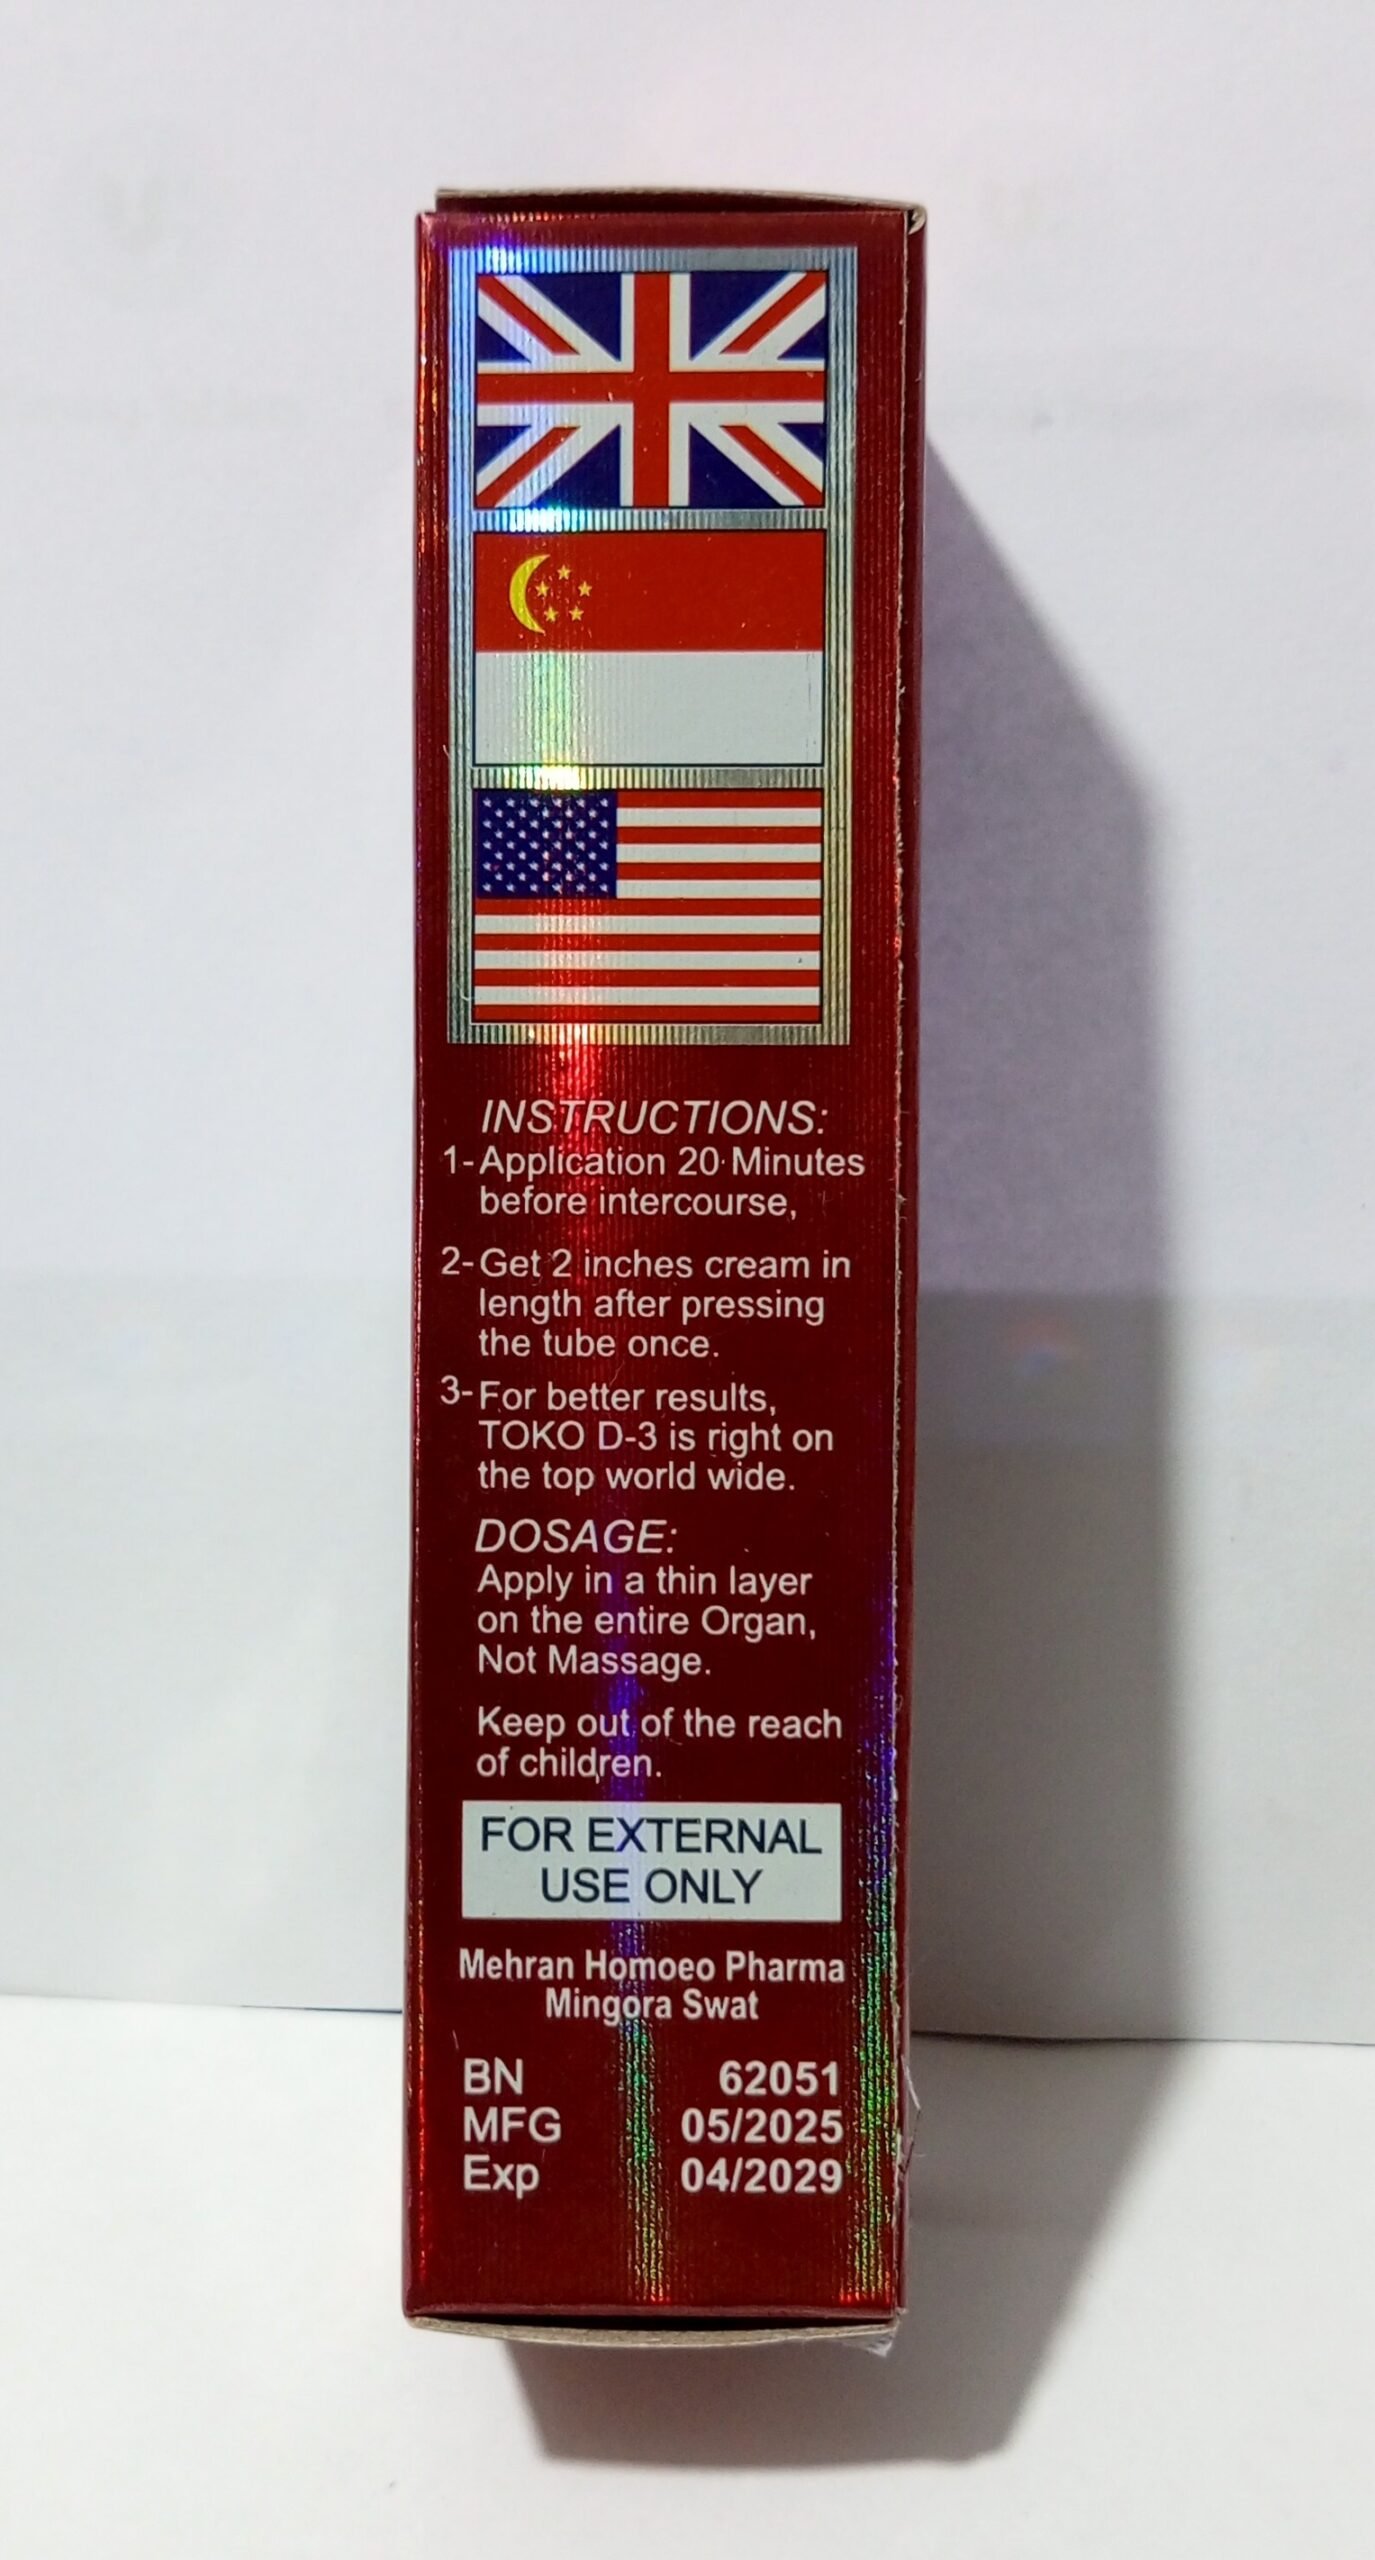 INSTRUCTIONS:
1- Application 20 Minutes
before intercourse,
2- Get 2 inches cream in
length after pressing
the tube once.
3- For better results,
TOKO D-3 is right on
the top world wide.
DOSAGE:
Apply in a thin layer
on the entire Organ,
Not Massage.
Keep out of the reach
of children.
FOR EXTERNAL
USE ONLY
Mehran Homoeo Pharma
Mingora Swat
BN 62051
MFG 05/2025
Exp 04/2029